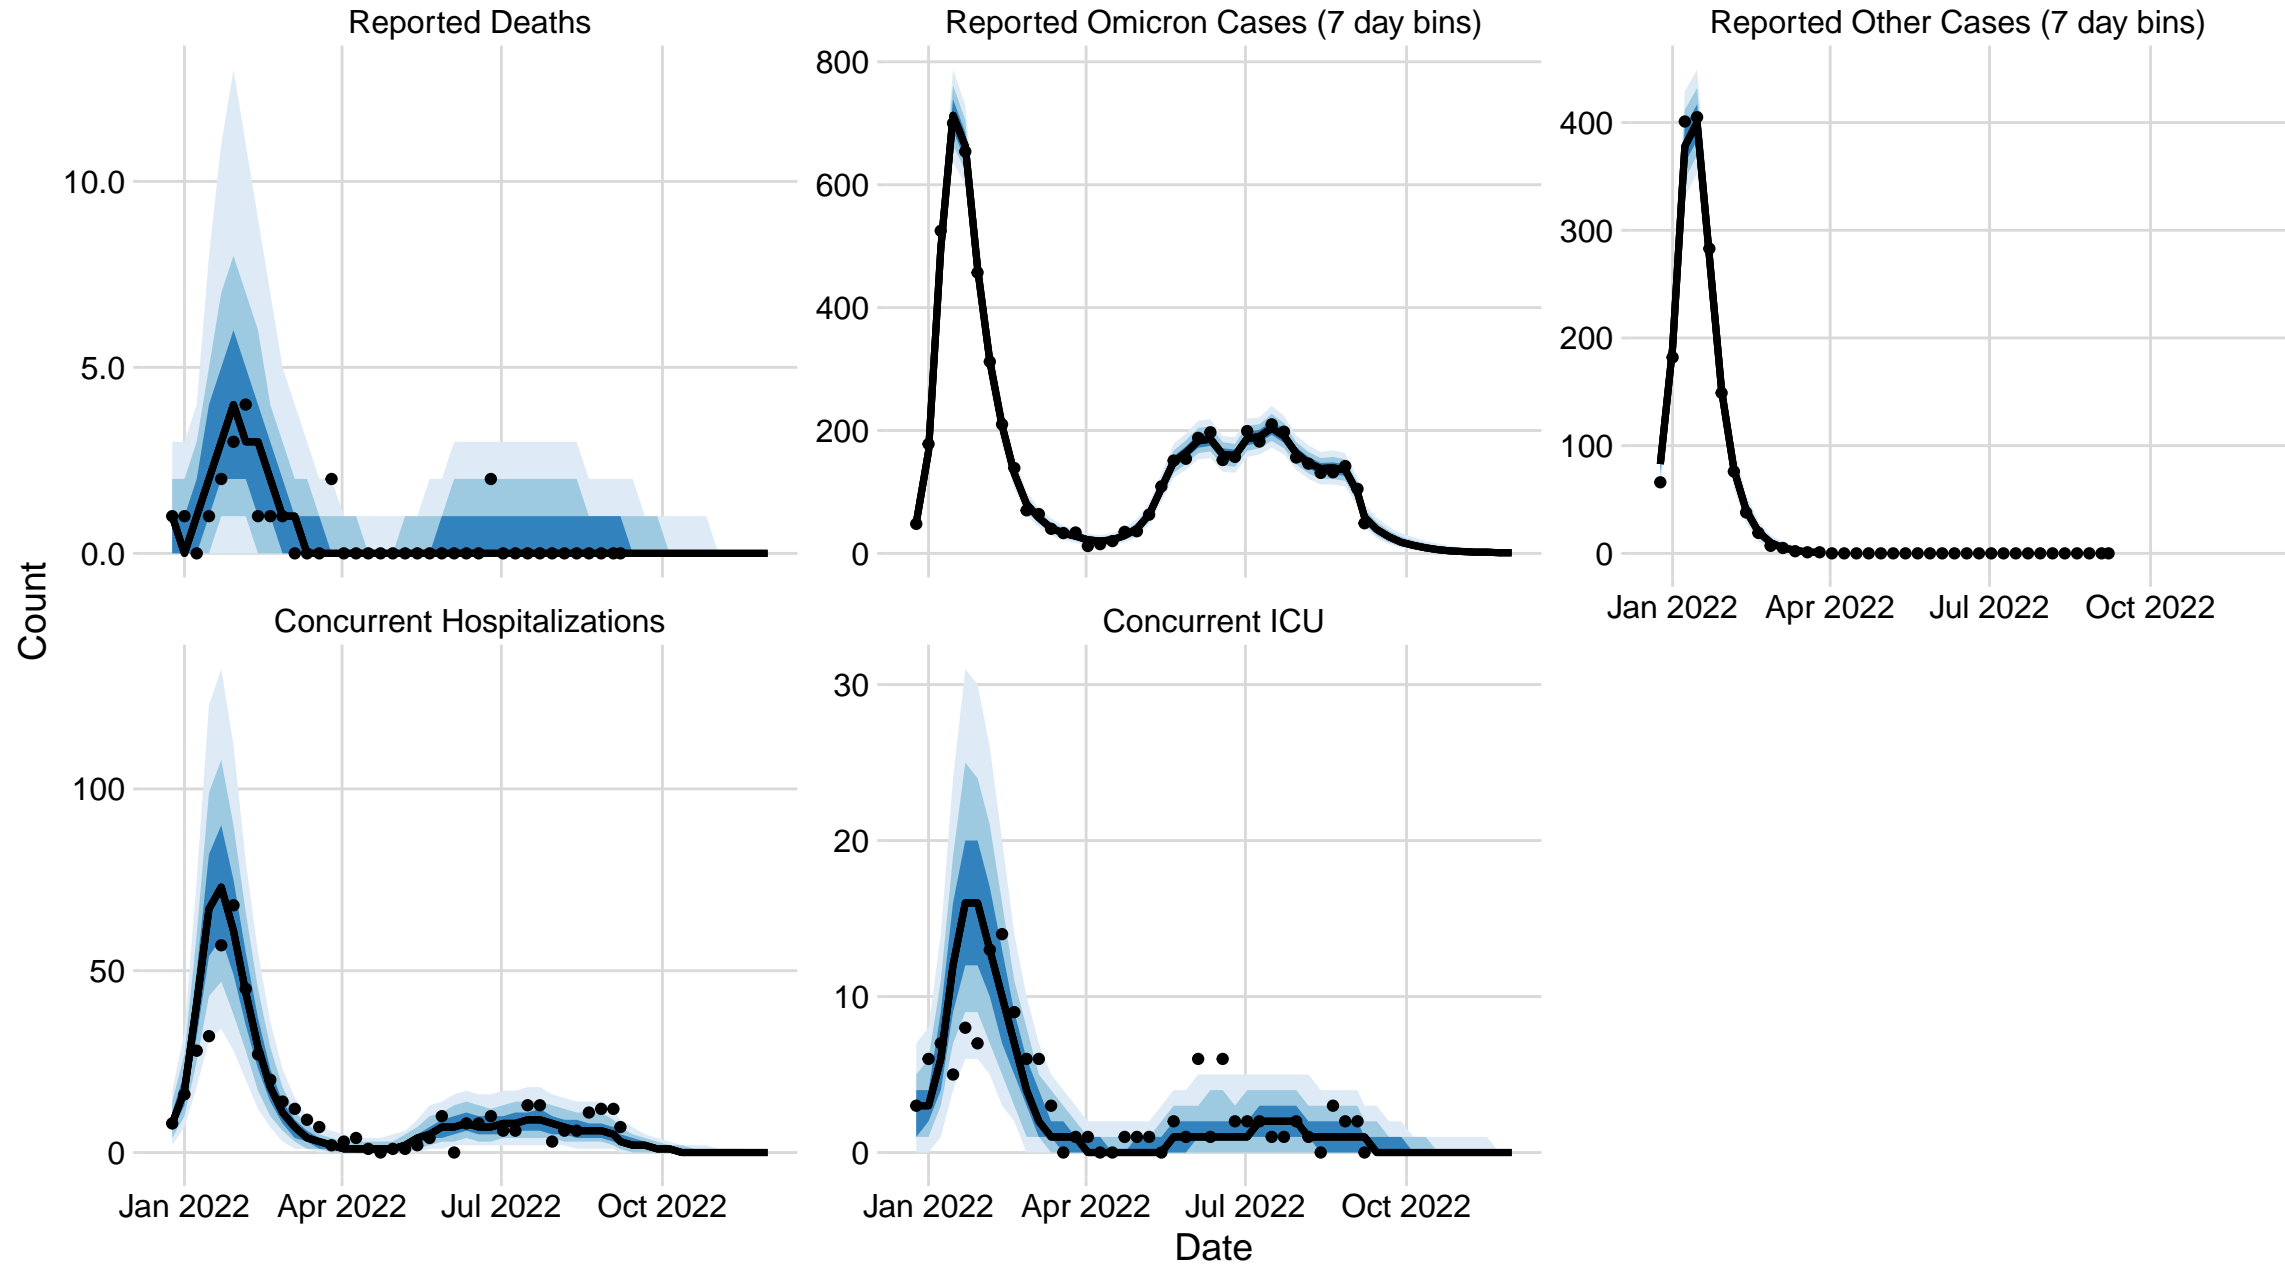 Reported Deaths
Reported Omicron Cases (7 day bins)
Reported Other Cases (7 day bins)
10.0
5.0
0.0
800
600
400
200
0
400
300
200
100
0
Jan 2022 Apr 2022 Jul 2022 Oct 2022
Count
Concurrent Hospitalizations
Concurrent ICU
100
50
0
30
20
10
0
Jan 2022 Apr 2022 Jul 2022 Oct 2022
Jan 2022 Apr 2022 Jul 2022 Oct 2022
Date